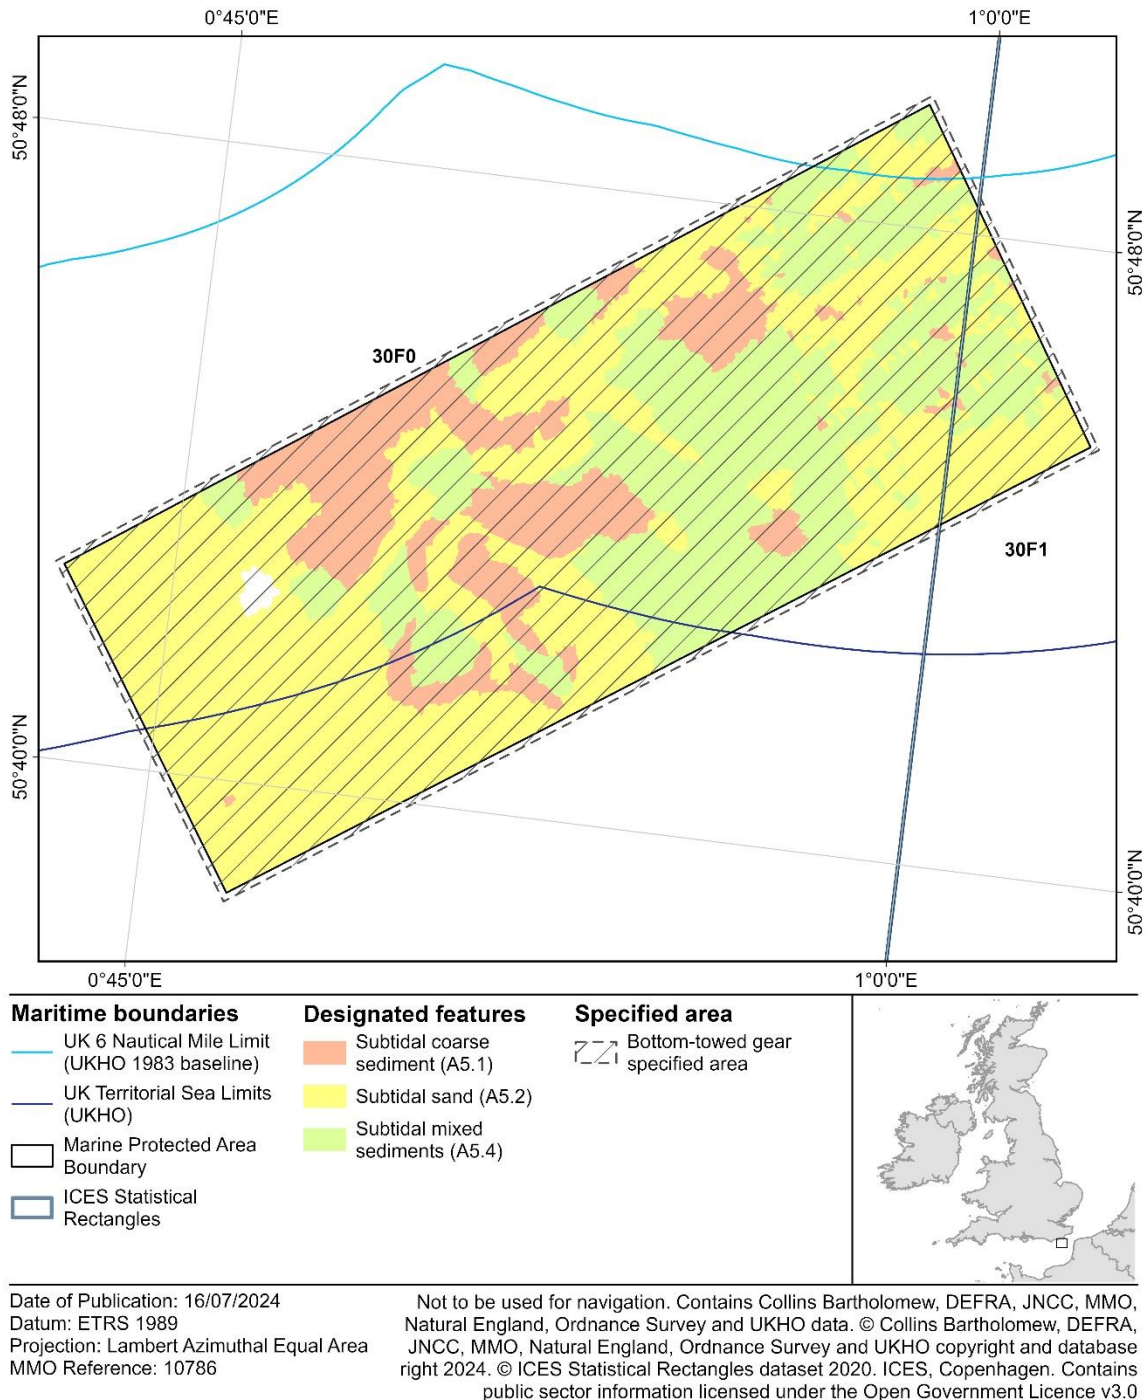 0°45'0"E
1°0'0"E
50°48'0"N
50°48'0"N
30F0
30F1
50°40'0"N
50°40'0"N
0°45'0"E
1°0'0"E
Maritime boundaries
UK 6 Nautical Mile Limit
(UKHO 1983 baseline)
UK Territorial Sea Limits
(UKHO)
Marine Protected Area
Boundary
ICES Statistical
Rectangles
Designated features
Subtidal coarse
sediment (A5.1)
Subtidal sand (A5.2)
Subtidal mixed
sediments (A5.4)
Specified area
Bottom-towed gear
specified area
Date of Publication: 16/07/2024
Datum: ETRS 1989
Projection: Lambert Azimuthal Equal Area
MMO Reference: 10786
Not to be used for navigation. Contains Collins Bartholomew, DEFRA, JNCC, MMO,
Natural England, Ordnance Survey and UKHO data. © Collins Bartholomew, DEFRA,
JNCC, MMO, Natural England, Ordnance Survey and UKHO copyright and database
right 2024. © ICES Statistical Rectangles dataset 2020. ICES, Copenhagen. Contains
public sector information licensed under the Open Government Licence v3.0